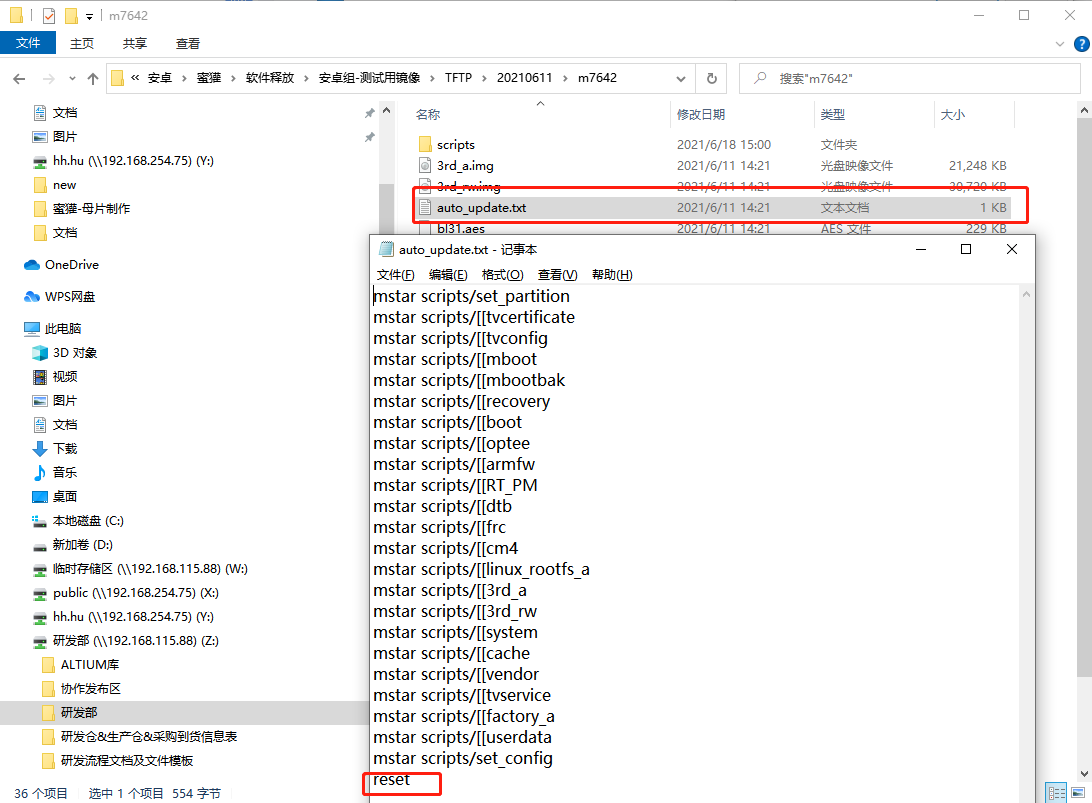 m7642
文件 主页 共享 查看
« 安卓 › 蜜獾 › 软件释放 › 安卓组-测试用镜像 › TFTP › 20210611 › m7642
搜索"m7642"
文档
图片
hh.hu (\\192.168.254.75) (Y:)
new
蜜獾-母片制作
文档
OneDrive
WPS网盘
此电脑
3D 对象
视频
图片
文档
下载
音乐
桌面
本地磁盘 (C:)
新加卷 (D:)
临时存储区 (\\192.168.115.88) (W:)
public (\\192.168.254.75) (X:)
hh.hu (\\192.168.254.75) (Y:)
研发部 (\\192.168.115.88) (Z:)
ALTIUM库
协作发布区
研发部
研发仓&生产仓&采购到货信息表
研发流程文档及文件模板
名称 修改日期 类型 大小
scripts 2021/6/18 15:00 文件夹
3rd_a.img 2021/6/11 14:21 光盘映像文件 21,248 KB
3rd_rw.img 2021/6/11 14:21 光盘映像文件 30,720 KB
auto_update.txt 2021/6/11 14:21 文本文档 1 KB
bl31.aes 2021/6/11 14:21 AES 文件 229 KB
auto_update.txt - 记事本
文件(F) 编辑(E) 格式(O) 查看(V) 帮助(H)
mstar scripts/set_partition
mstar scripts/[[tvcertificate
mstar scripts/[[tvconfig
mstar scripts/[[mboot
mstar scripts/[[mbootbak
mstar scripts/[[recovery
mstar scripts/[[boot
mstar scripts/[[optee
mstar scripts/[[armfw
mstar scripts/[[RT_PM
mstar scripts/[[dtb
mstar scripts/[[frc
mstar scripts/[[cm4
mstar scripts/[[linux_rootfs_a
mstar scripts/[[3rd_a
mstar scripts/[[3rd_rw
mstar scripts/[[system
mstar scripts/[[cache
mstar scripts/[[vendor
mstar scripts/[[tvservice
mstar scripts/[[factory_a
mstar scripts/[[userdata
mstar scripts/set_config
reset
36 个项目 选中 1 个项目 554 字节